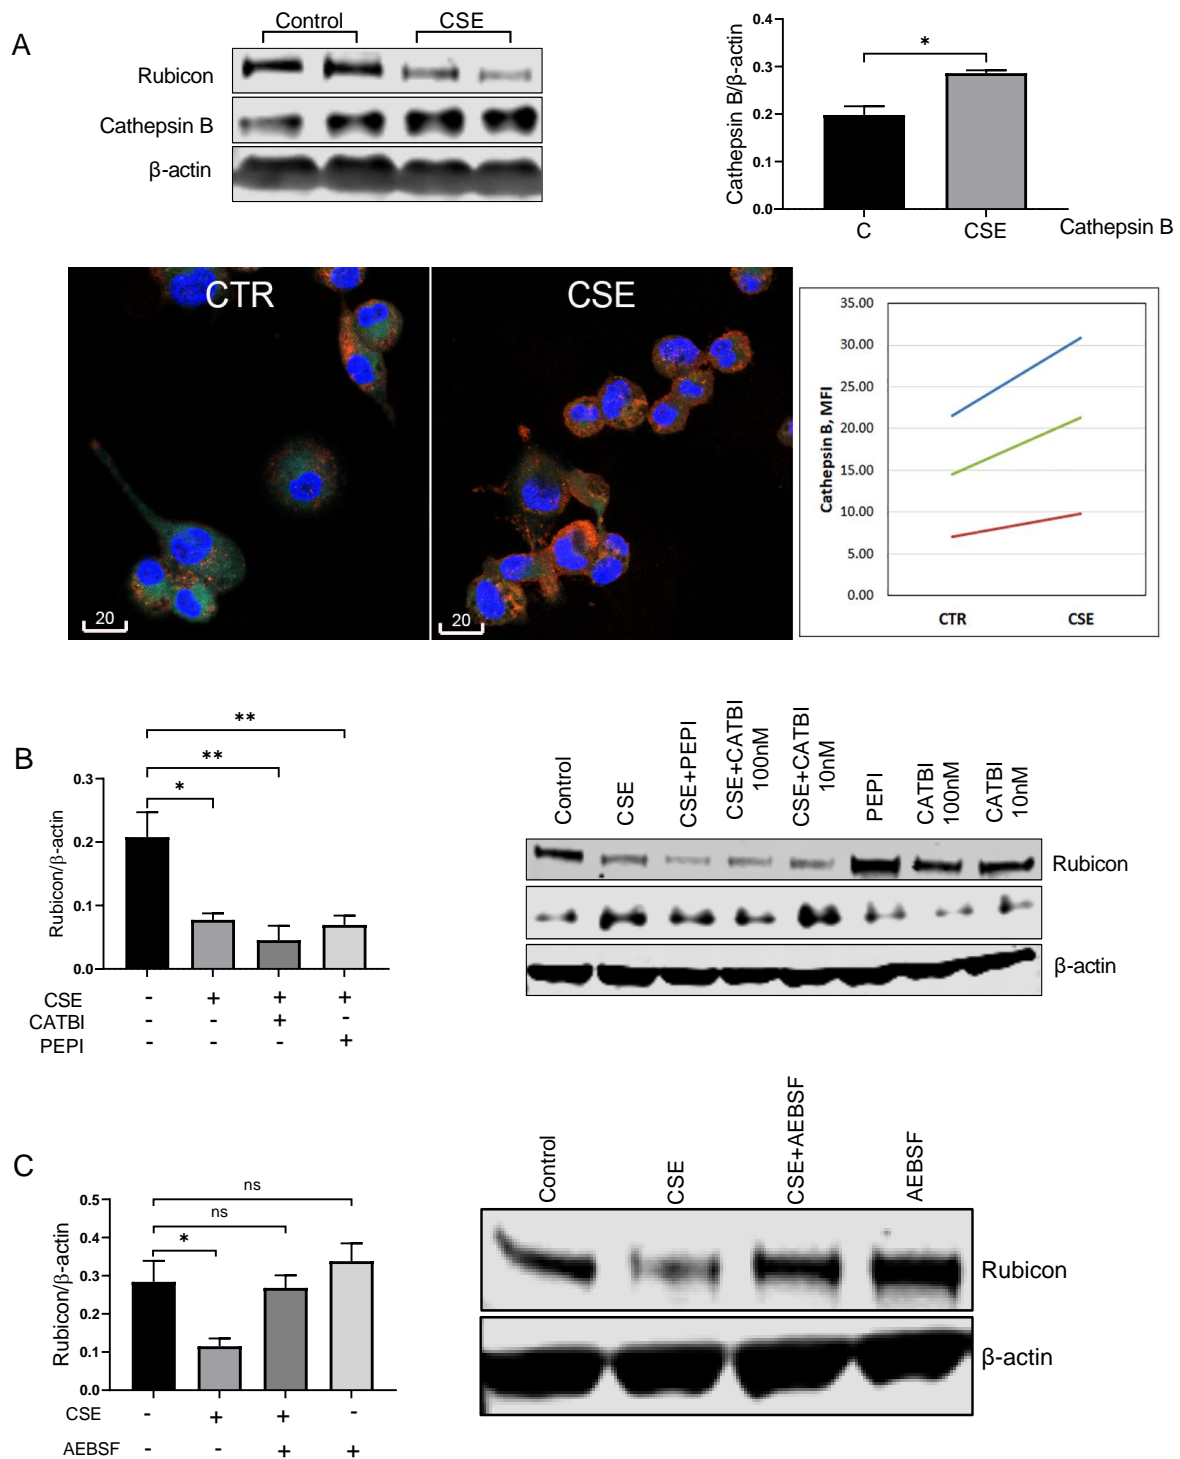 A
Control CSE
Rubicon
Cathepsin B
β-actin
Cathepsin B/β-actin
0.4
0.3
0.2
0.1
0.0
*
C CSE Cathepsin B
CTR
20
CSE
20
Cathepsin B, MFI
35.00
30.00
25.00
20.00
15.00
10.00
5.00
0.00
CTR CSE
B
**
**
*
Rubicon/β-actin
0.3
0.2
0.1
0.0
CSE - + + +
CATBI - - + -
PEPI - - - +
Control
CSE
CSE+PEPI
CSE+CATBI
100nM
CSE+CATBI
10nM
PEPI
CATBI
100nM
CATBI
10nM
Rubicon
β-actin
C
ns
ns
*
Rubicon/β-actin
0.5
0.4
0.3
0.2
0.1
0.0
CSE - + + -
AEBSF - - + +
Control
CSE
CSE+AEBSF
AEBSF
Rubicon
β-actin